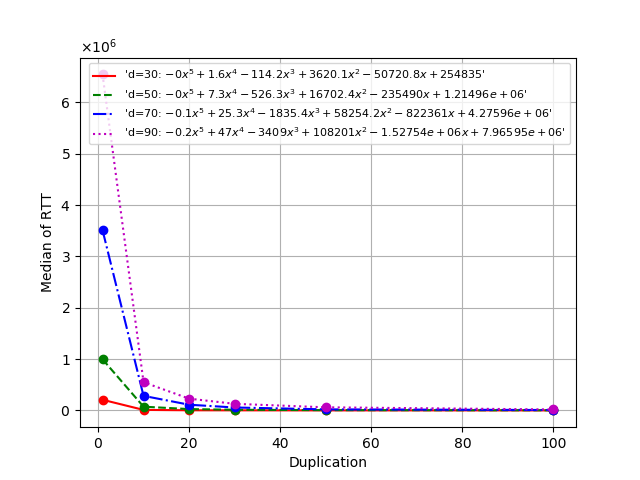 ×10⁶
'd=30: −0x⁵ + 1.6x⁴ − 114.2x³ + 3620.1x² − 50720.8x + 254835'
'd=50: −0x⁵ + 7.3x⁴ − 526.3x³ + 16702.4x² − 235490x + 1.21496e + 06'
'd=70: −0.1x⁵ + 25.3x⁴ − 1835.4x³ + 58254.2x² − 822361x + 4.27596e + 06'
'd=90: −0.2x⁵ + 47x⁴ − 3409x³ + 108201x² − 1.52754e + 06x + 7.96595e + 06'
6
5
4
3
2
1
0
Median of RTT
0 20 40 60 80 100
Duplication